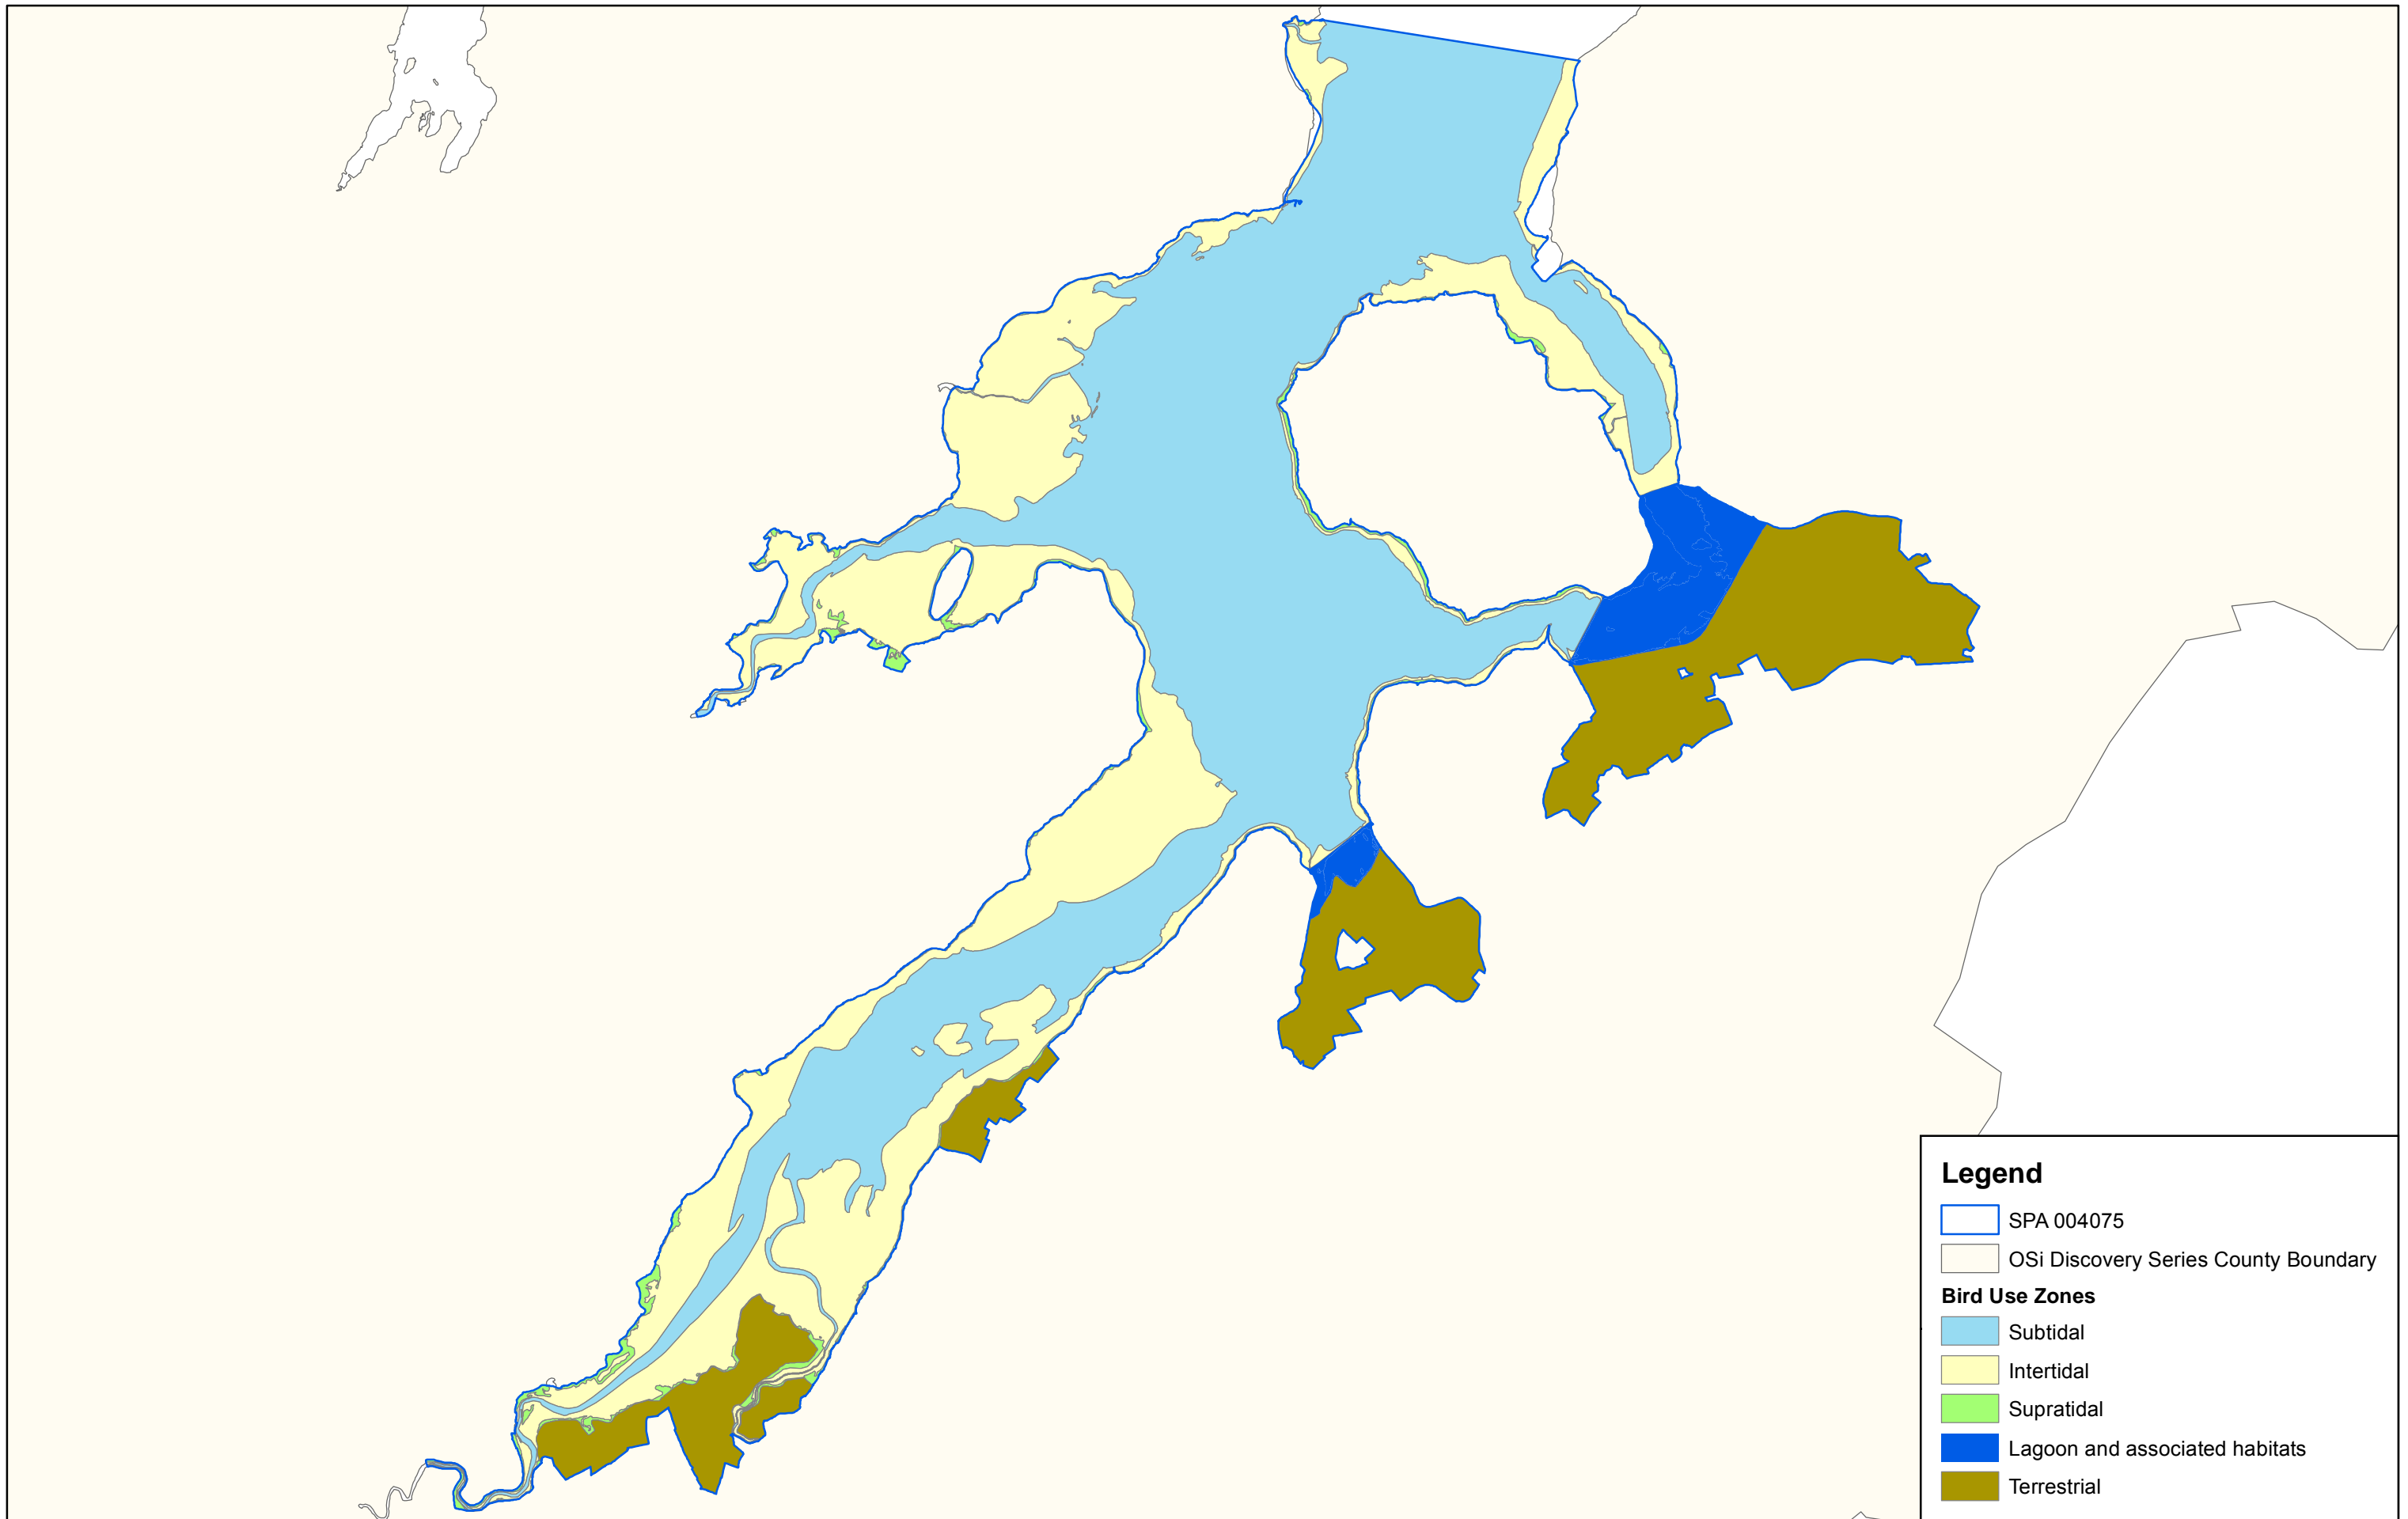 Legend
SPA 004075
OSi Discovery Series County Boundary
Bird Use Zones
Subtidal
Intertidal
Supratidal
Lagoon and associated habitats
Terrestrial